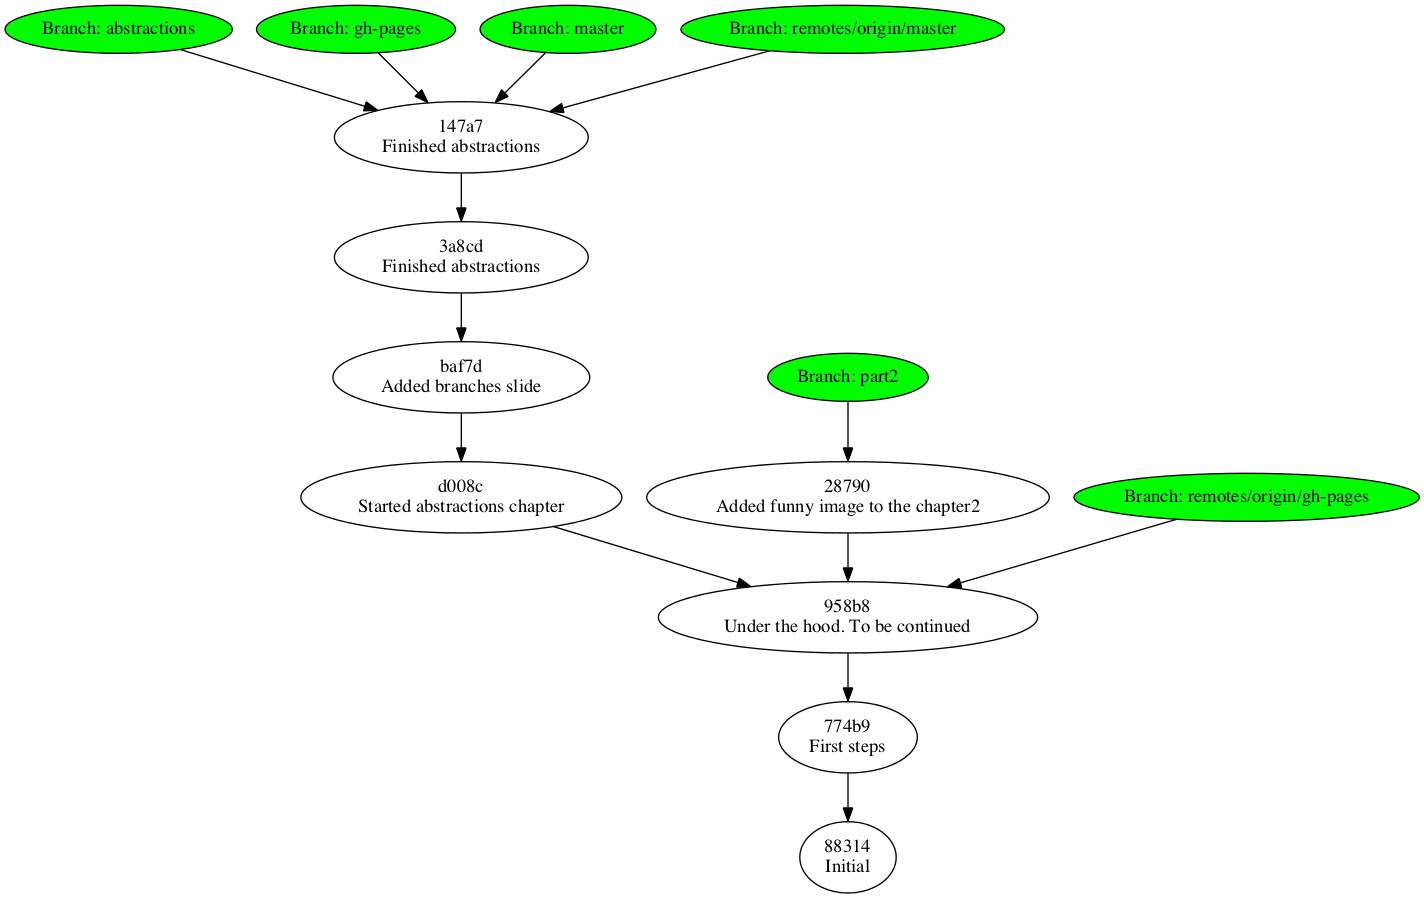 Branch: abstractions
Branch: gh-pages
Branch: master
Branch: remotes/origin/master
147a7
Finished abstractions
3a8cd
Finished abstractions
baf7d
Added branches slide
Branch: part2
d008c
Started abstractions chapter
28790
Added funny image to the chapter2
Branch: remotes/origin/gh-pages
958b8
Under the hood. To be continued
774b9
First steps
88314
Initial